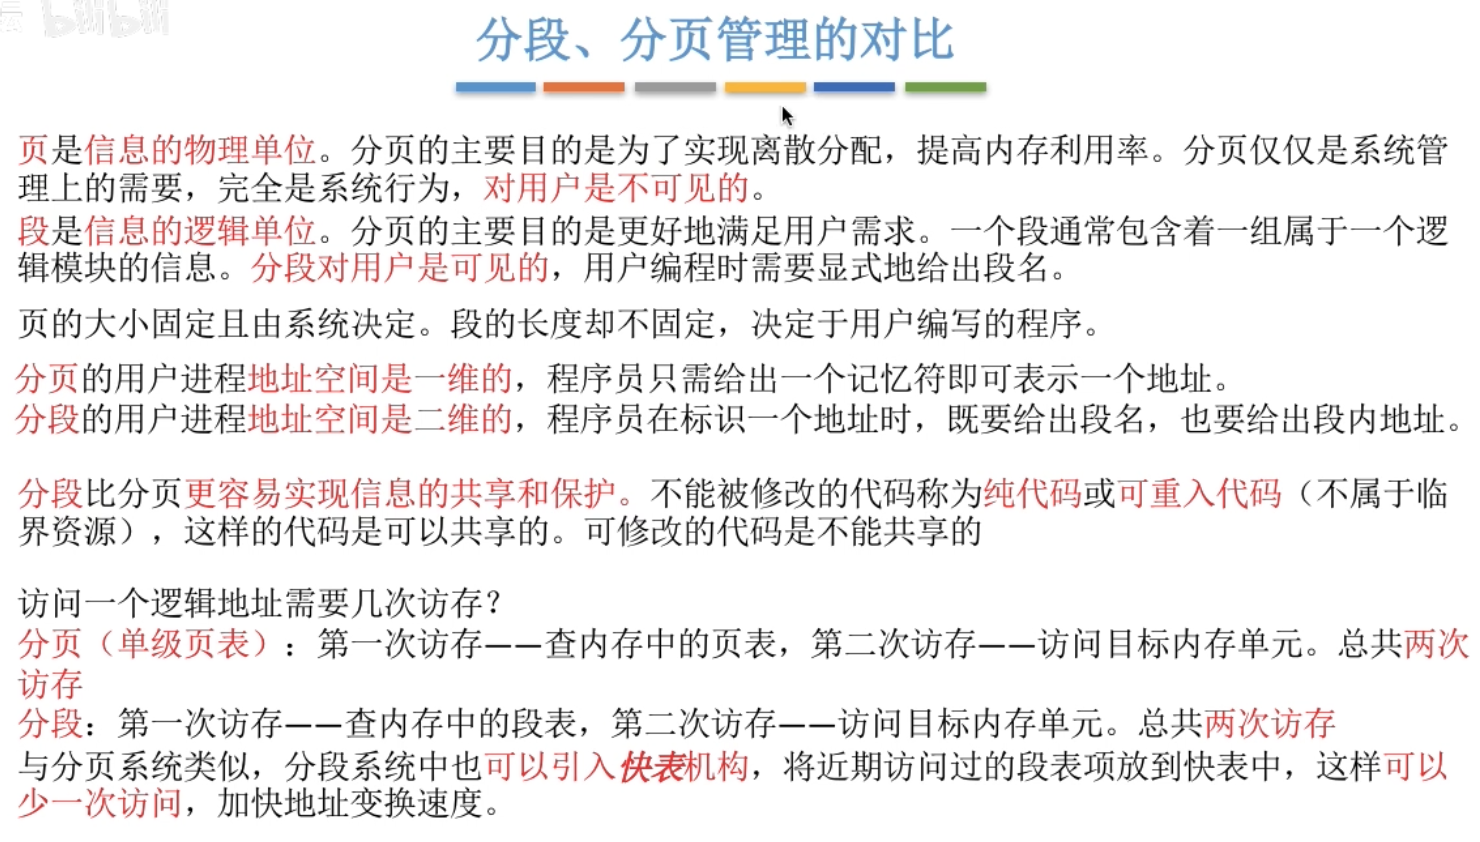 分段、分页管理的对比
页是信息的物理单位。分页的主要目的是为了实现离散分配，提高内存利用率。分页仅仅是系统管
理上的需要，完全是系统行为，对用户是不可见的。
段是信息的逻辑单位。分页的主要目的是更好地满足用户需求。一个段通常包含着一组属于一个逻
辑模块的信息。分段对用户是可见的，用户编程时需要显式地给出段名。
页的大小固定且由系统决定。段的长度却不固定，决定于用户编写的程序。
分页的用户进程地址空间是一维的，程序员只需给出一个记忆符即可表示一个地址。
分段的用户进程地址空间是二维的，程序员在标识一个地址时，既要给出段名，也要给出段内地址。
分段比分页更容易实现信息的共享和保护。不能被修改的代码称为纯代码或可重入代码（不属于临
界资源），这样的代码是可以共享的。可修改的代码是不能共享的
访问一个逻辑地址需要几次访存？
分页（单级页表）：第一次访存——查内存中的页表，第二次访存——访问目标内存单元。总共两次
访存
分段：第一次访存——查内存中的段表，第二次访存——访问目标内存单元。总共两次访存
与分页系统类似，分段系统中也可以引入快表机构，将近期访问过的段表项放到快表中，这样可以
少一次访问，加快地址变换速度。